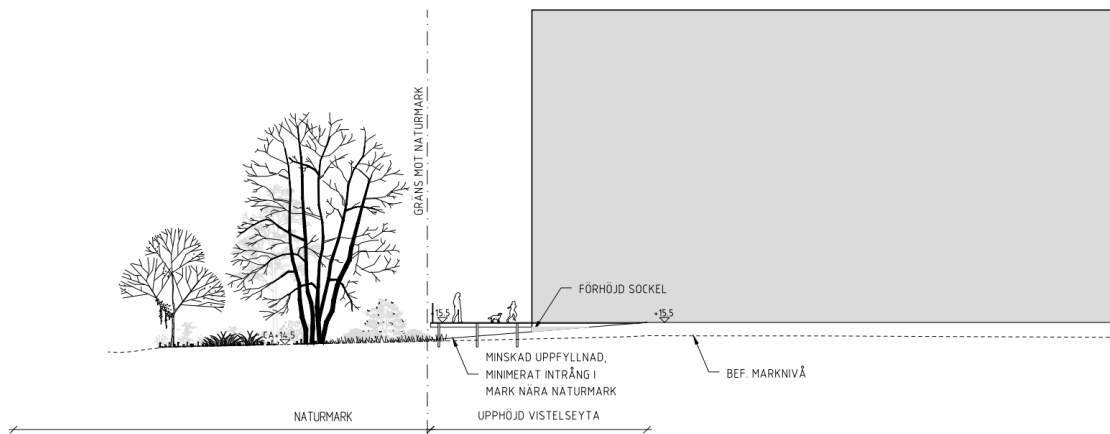 GRÄNS MOT NATURMARK
FÖRHÖJD SOCKEL
+15,5
+15,5
CA+14,5
MINSKAD UPPFYLLNAD,
MINIMERAT INTRÅNG I
MARK NÄRA NATURMARK
BEF. MARKNIVÅ
NATURMARK
UPPHÖJD VISTELSEYTA